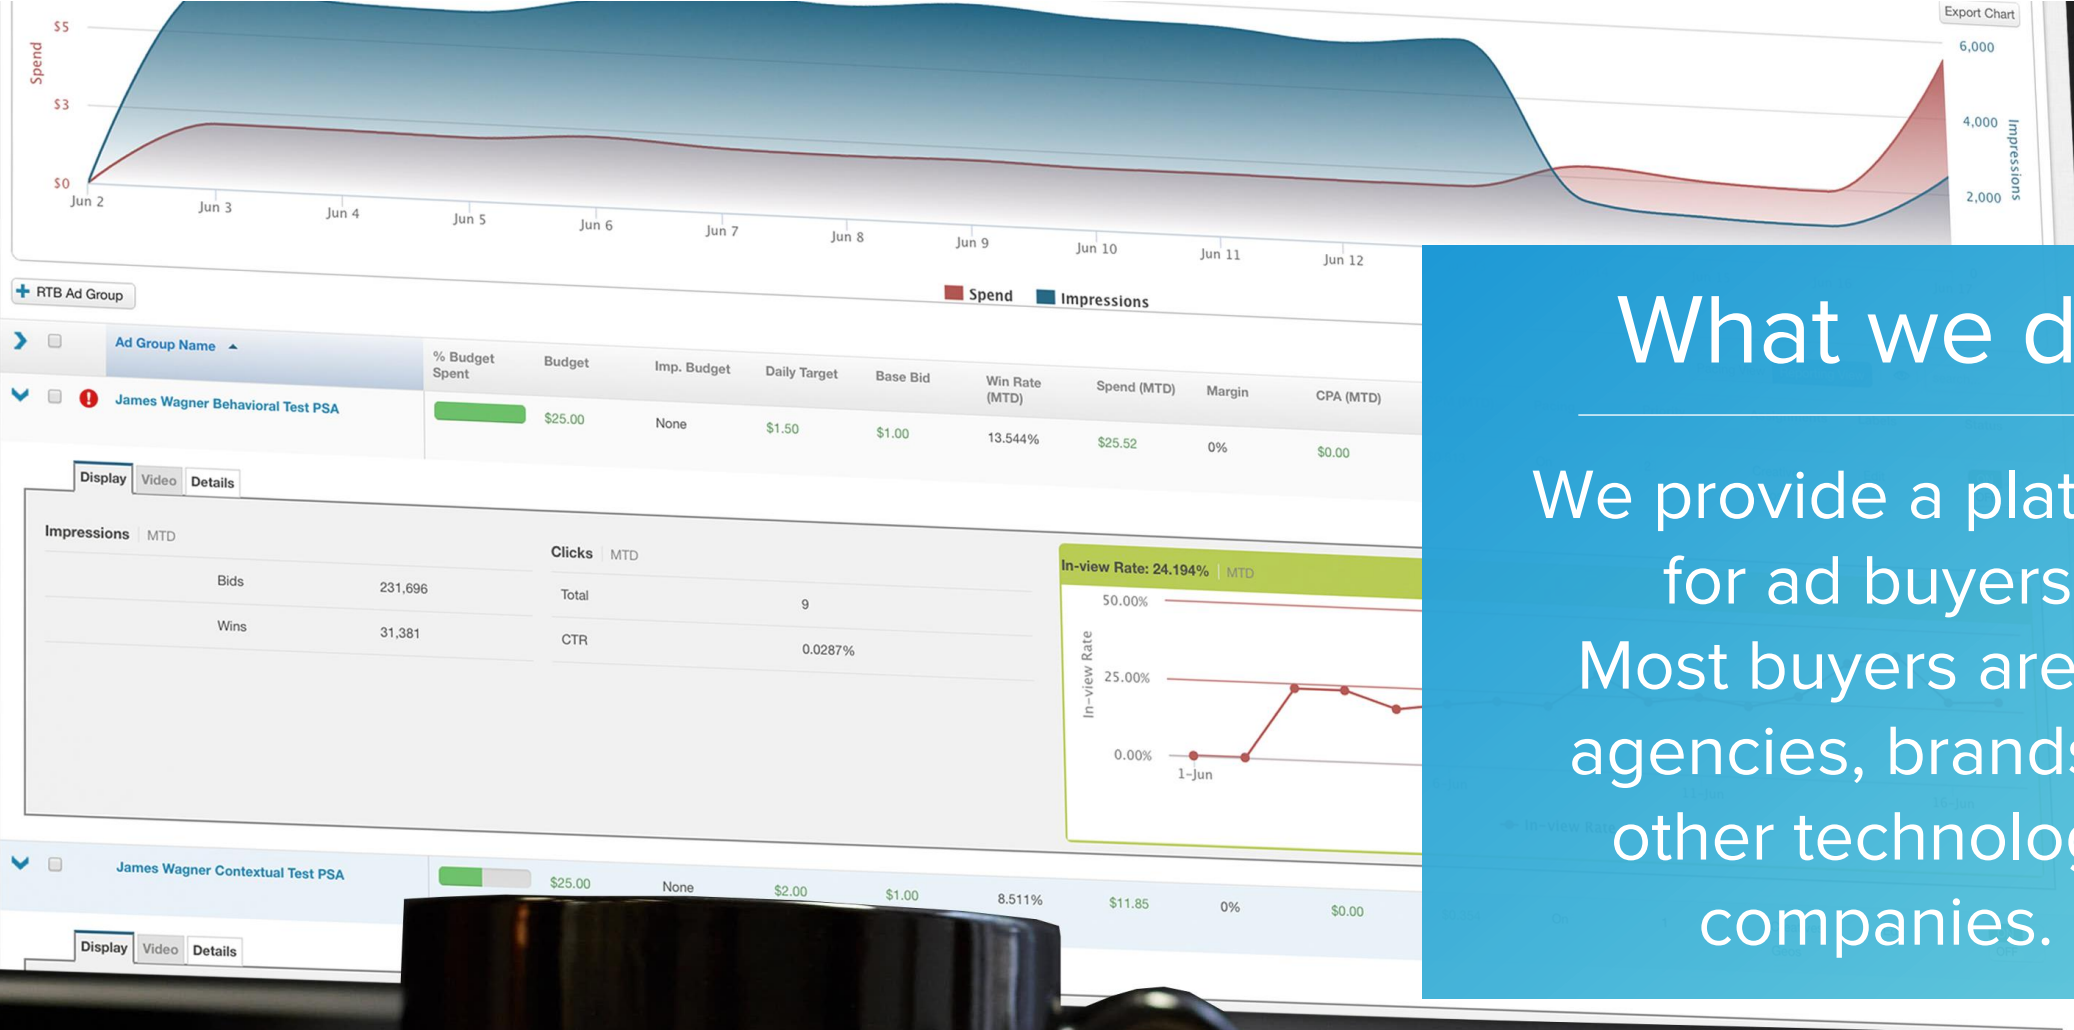 Export Chart
$5
Spend
$3
$0
6,000
4,000
Impressions
2,000
Jun 2
Jun 3
Jun 4
Jun 5
Jun 6
Jun 7
Jun 8
Jun 9
Jun 10
Jun 11
Jun 12
Spend
Impressions
RTB Ad Group
Ad Group Name
% Budget Spent
Budget
Imp. Budget
Daily Target
Base Bid
Win Rate (MTD)
Spend (MTD)
Margin
CPA (MTD)
James Wagner Behavioral Test PSA
$25.00
None
$1.50
$1.00
13.544%
$25.52
0%
$0.00
Display Video Details
Impressions MTD
Bids 231,696
Wins 31,381
Clicks MTD
Total 9
CTR 0.0287%
In-view Rate: 24.194% MTD
50.00%
25.00%
0.00%
In-view Rate
1-Jun
James Wagner Contextual Test PSA
$25.00
None
$2.00
$1.00
8.511%
$11.85
0%
$0.00
Display Video Details
What we d
We provide a plat
for ad buyers
Most buyers are
agencies, brands
other technolog
companies.